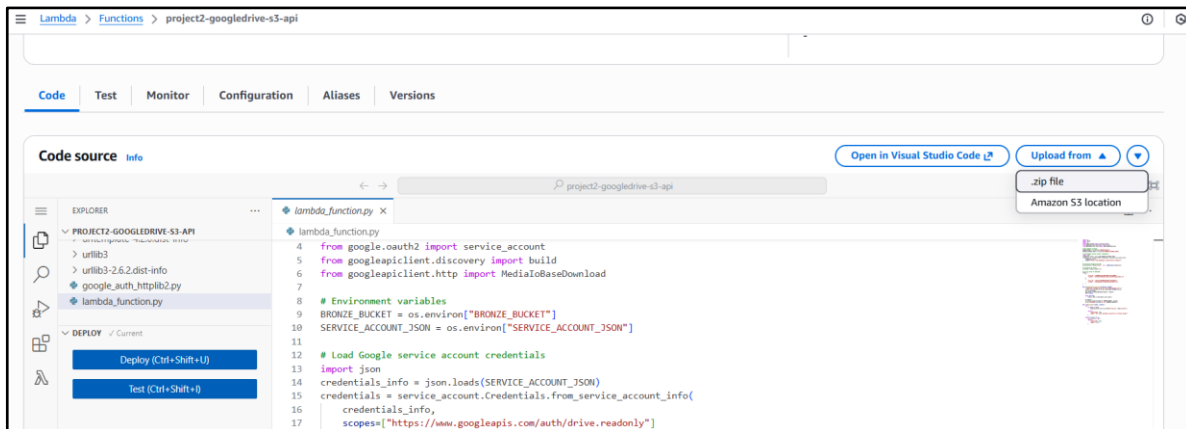 Lambda > Functions > project2-googledrive-s3-api
Code Test Monitor Configuration Aliases Versions
Code source Info
Open in Visual Studio Code Upload from
.zip file
Amazon S3 location
project2-googledrive-s3-api
EXPLORER
PROJECT2-GOOGLEDRIVE-S3-API
> urllib3
> urllib3-2.6.2.dist-info
google_auth_httplib2.py
lambda_function.py
DEPLOY ✓ Current
Deploy (Ctrl+Shift+U)
Test (Ctrl+Shift+I)
lambda_function.py ×
lambda_function.py
4 from google.oauth2 import service_account
5 from googleapiclient.discovery import build
6 from googleapiclient.http import MediaIoBaseDownload
7
8 # Environment variables
9 BRONZE_BUCKET = os.environ["BRONZE_BUCKET"]
10 SERVICE_ACCOUNT_JSON = os.environ["SERVICE_ACCOUNT_JSON"]
11
12 # Load Google service account credentials
13 import json
14 credentials_info = json.loads(SERVICE_ACCOUNT_JSON)
15 credentials = service_account.Credentials.from_service_account_info(
16 credentials_info,
17 scopes=["https://www.googleapis.com/auth/drive.readonly"]